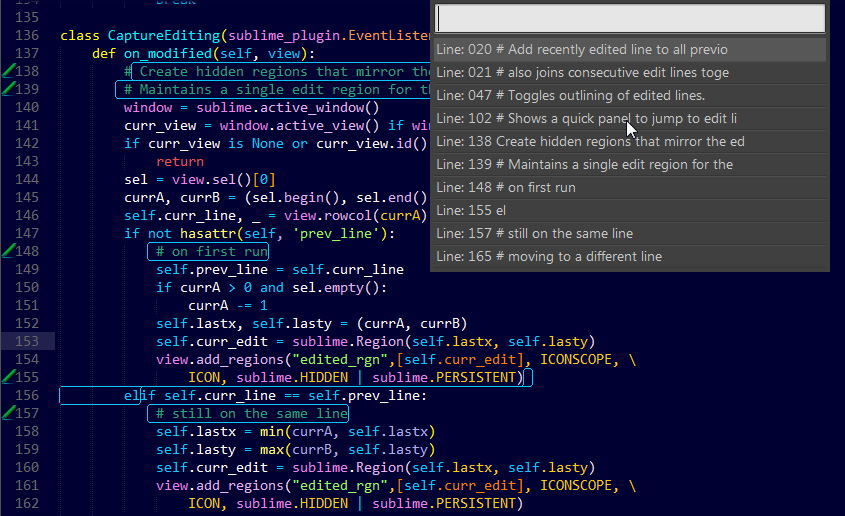 break
135
136 class CaptureEditing(sublime_plugin.EventListen
137 def on_modified(self, view):
138 # Create hidden regions that mirror the
139 # Maintains a single edit region for th
140 window = sublime.active_window()
141 curr_view = window.active_view() if win
142 if curr_view is None or curr_view.id()
143 return
144 sel = view.sel()[0]
145 currA, currB = (sel.begin(), sel.end()
146 self.curr_line, _ = view.rowcol(currA)
147 if not hasattr(self, 'prev_line'):
148 # on first run
149 self.prev_line = self.curr_line
150 if currA > 0 and sel.empty():
151 currA -= 1
152 self.lastx, self.lasty = (currA, currB)
153 self.curr_edit = sublime.Region(self.lastx, self.lasty)
154 view.add_regions("edited_rgn",[self.curr_edit], ICONSCOPE, \
155 ICON, sublime.HIDDEN | sublime.PERSISTENT)
156 elif self.curr_line == self.prev_line:
157 # still on the same line
158 self.lastx = min(currA, self.lastx)
159 self.lasty = max(currB, self.lasty)
160 self.curr_edit = sublime.Region(self.lastx, self.lasty)
161 view.add_regions("edited_rgn",[self.curr_edit], ICONSCOPE, \
162 ICON, sublime.HIDDEN | sublime.PERSISTENT)
Line: 020 # Add recently edited line to all previo
Line: 021 # also joins consecutive edit lines toge
Line: 047 # Toggles outlining of edited lines.
Line: 102 # Shows a quick panel to jump to edit li
Line: 138 Create hidden regions that mirror the ed
Line: 139 # Maintains a single edit region for the
Line: 148 # on first run
Line: 155 el
Line: 157 # still on the same line
Line: 165 # moving to a different line